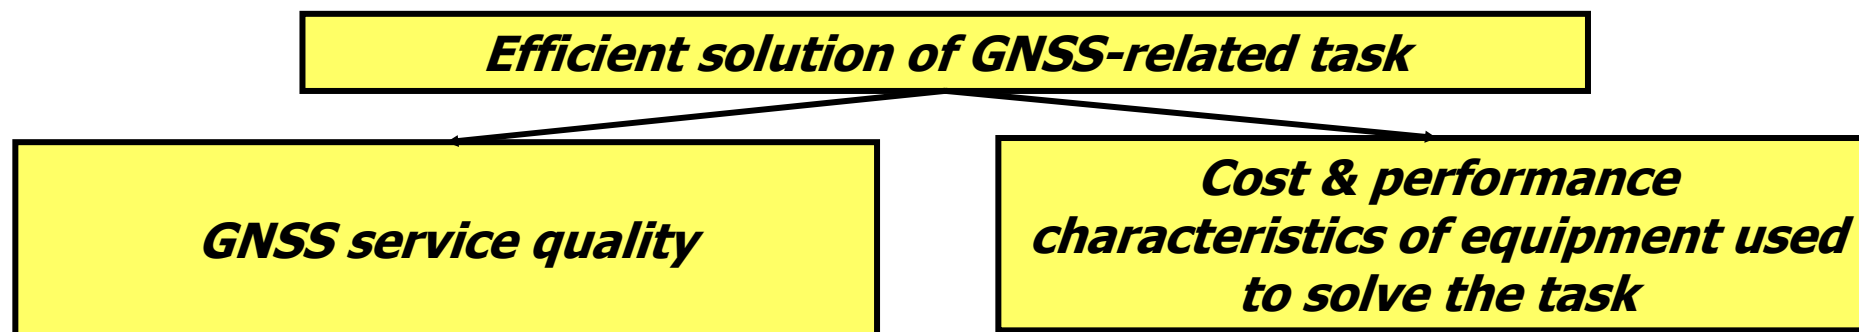 Efficient solution of GNSS-related task
GNSS service quality
Cost & performance
characteristics of equipment used
to solve the task